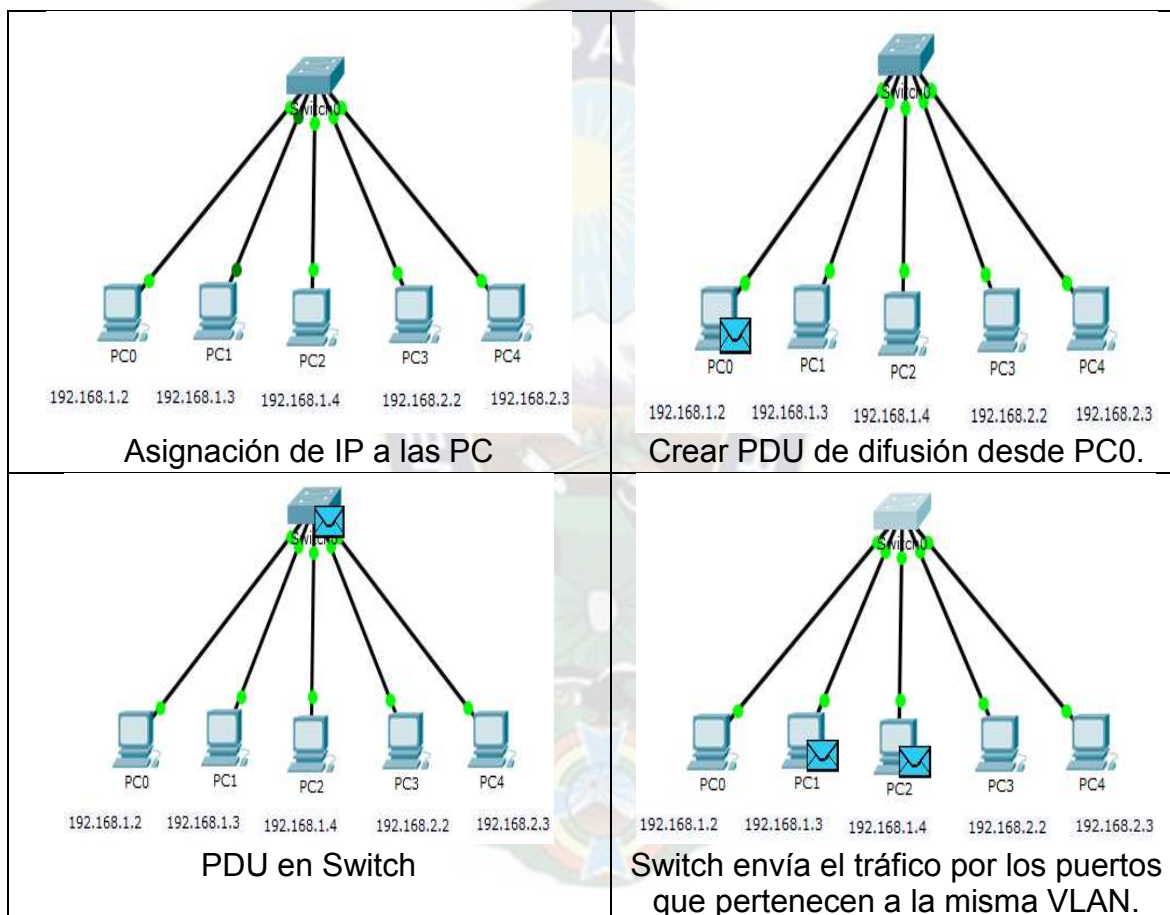 Switch0
PC0 PC1 PC2 PC3 PC4
192.168.1.2 192.168.1.3 192.168.1.4 192.168.2.2 192.168.2.3
Asignación de IP a las PC
Switch0
PC0 PC1 PC2 PC3 PC4
192.168.1.2 192.168.1.3 192.168.1.4 192.168.2.2 192.168.2.3
Crear PDU de difusión desde PC0.
Switch0
PC0 PC1 PC2 PC3 PC4
192.168.1.2 192.168.1.3 192.168.1.4 192.168.2.2 192.168.2.3
PDU en Switch
Switch0
PC0 PC1 PC2 PC3 PC4
192.168.1.2 192.168.1.3 192.168.1.4 192.168.2.2 192.168.2.3
Switch envía el tráfico por los puertos
que pertenecen a la misma VLAN.